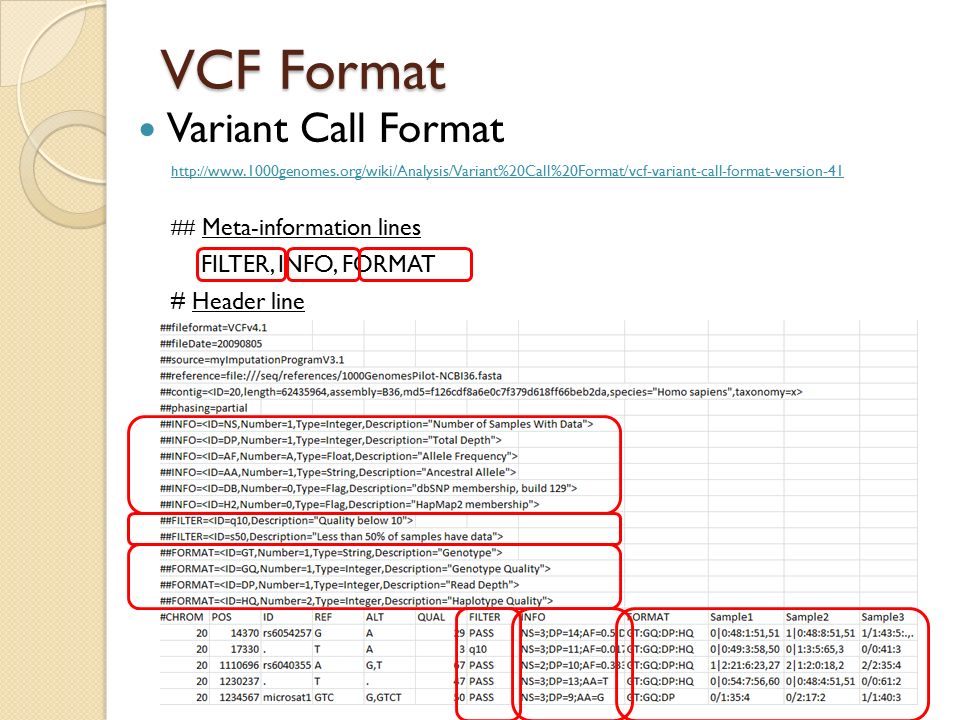 VCF Format
Variant Call Format
http://www.1000genomes.org/wiki/Analysis/Variant%20Call%20Format/vcf-variant-call-format-version-41
## Meta-information lines
FILTER, INFO, FORMAT
# Header line
##fileformat=VCFv4.1
##fileDate=20090805
##source=myImputationProgramV3.1
##reference=file:///seq/references/1000GenomesPilot-NCBI36.fasta
##contig=<ID=20,length=62435964,assembly=B36,md5=f126cdf8a6e0c7f379d618ff66beb2da,species="Homo sapiens",taxonomy=x>
##phasing=partial
##INFO=<ID=NS,Number=1,Type=Integer,Description="Number of Samples With Data">
##INFO=<ID=DP,Number=1,Type=Integer,Description="Total Depth">
##INFO=<ID=AF,Number=A,Type=Float,Description="Allele Frequency">
##INFO=<ID=AA,Number=1,Type=String,Description="Ancestral Allele">
##INFO=<ID=DB,Number=0,Type=Flag,Description="dbSNP membership, build 129">
##INFO=<ID=H2,Number=0,Type=Flag,Description="HapMap2 membership">
##FILTER=<ID=q10,Description="Quality below 10">
##FILTER=<ID=s50,Description="Less than 50% of samples have data">
##FORMAT=<ID=GT,Number=1,Type=String,Description="Genotype">
##FORMAT=<ID=GQ,Number=1,Type=Integer,Description="Genotype Quality">
##FORMAT=<ID=DP,Number=1,Type=Integer,Description="Read Depth">
##FORMAT=<ID=HQ,Number=2,Type=Integer,Description="Haplotype Quality">
#CHROM POS ID REF ALT QUAL FILTER INFO FORMAT Sample1 Sample2 Sample3
20 14370 rs6054257 G A 29 PASS NS=3;DP=14;AF=0.5;D GT:GQ:DP:HQ 0|0:48:1:51,51 1|0:48:8:51,51 1/1:43:5:.,.
20 17330 . T A 3 q10 NS=3;DP=11;AF=0.017 GT:GQ:DP:HQ 0|0:49:3:58,50 0|1:3:5:65,3 0/0:41:3
20 1110696 rs6040355 A G,T 67 PASS NS=2;DP=10;AF=0.333 GT:GQ:DP:HQ 1|2:21:6:23,27 2|1:2:0:18,2 2/2:35:4
20 1230237 . T . 47 PASS NS=3;DP=13;AA=T GT:GQ:DP:HQ 0|0:54:7:56,60 0|0:48:4:51,51 0/0:61:2
20 1234567 microsat1 GTC G,GTCT 50 PASS NS=3;DP=9;AA=G GT:GQ:DP 0/1:35:4 0/2:17:2 1/1:40:3